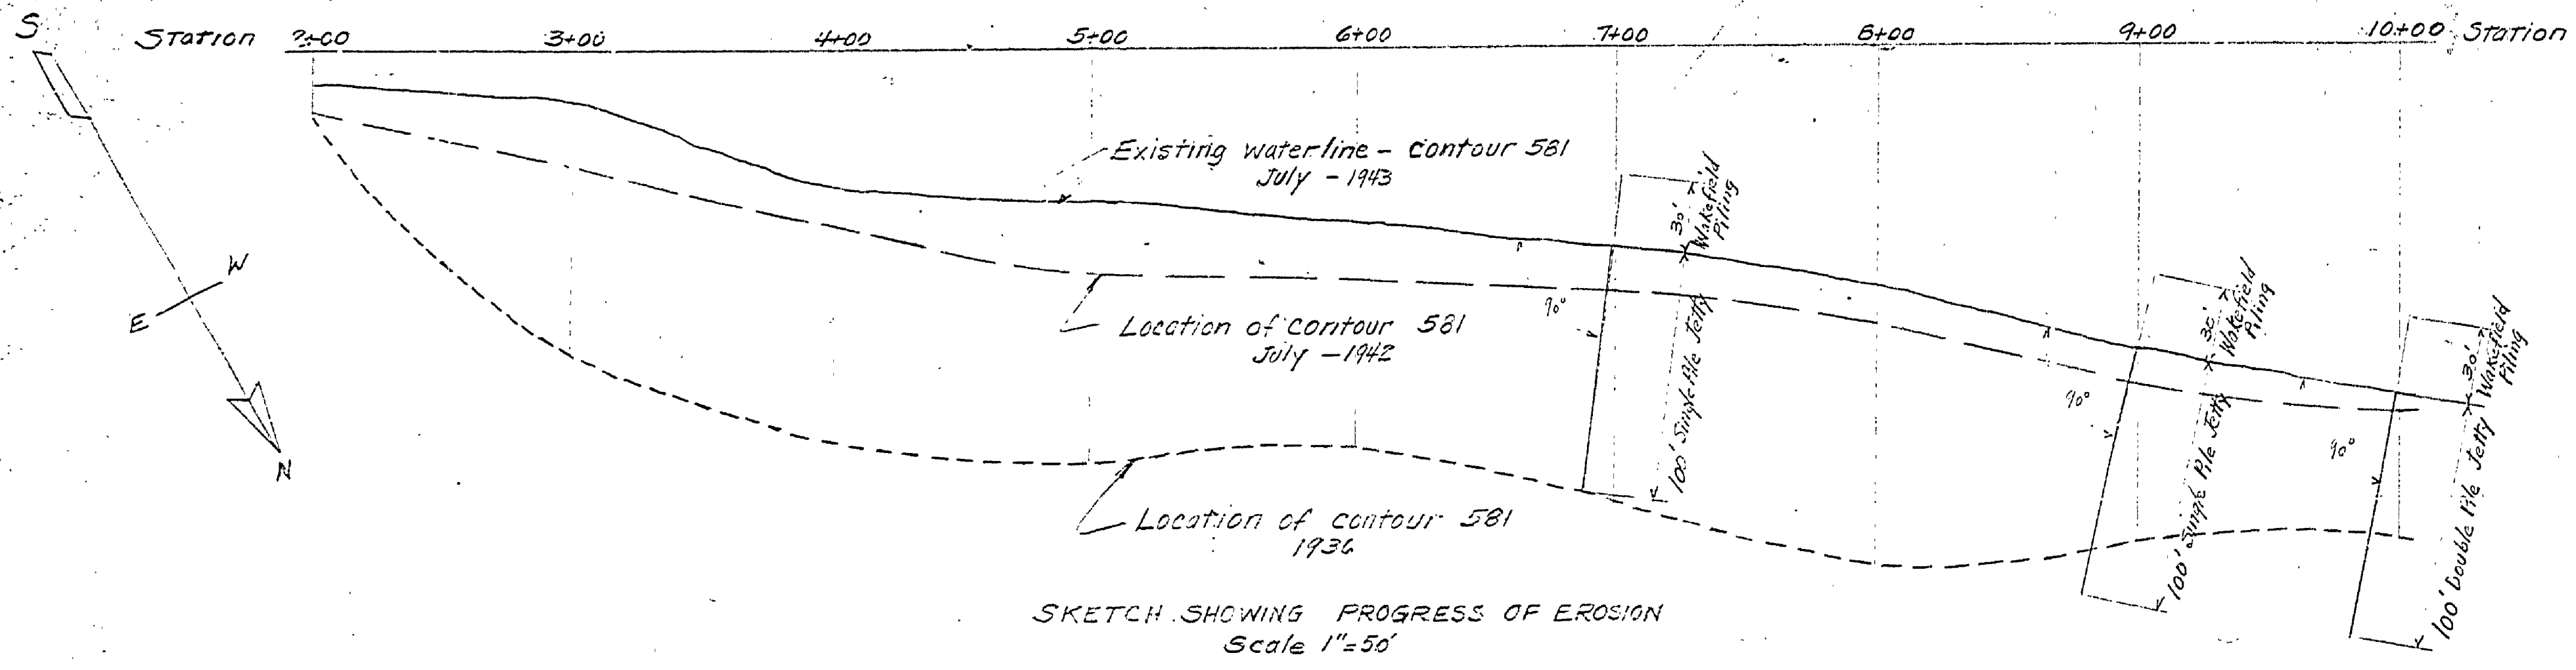 S
Station 2+00 3+00 4+00 5+00 6+00 7+00 8+00 9+00 10+00 Station
Existing waterline - contour 581
July - 1943
30'
Wakefield
Piling
W
E
N
90°
100' Single Pile Jetty
Location of contour 581
July - 1942
30'
Wakefield
Piling
90°
100' Single Pile Jetty
30'
Wakefield
Piling
90°
100' Double Pile Jetty
Location of contour 581
1936
SKETCH SHOWING PROGRESS OF EROSION
Scale 1"=50'